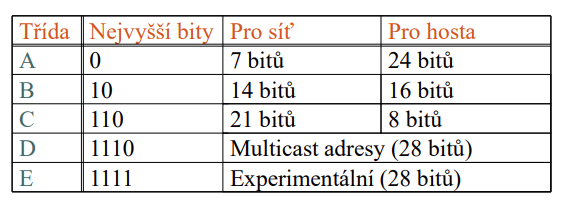 Třída Nejvyšší bity Pro síť Pro hosta
A 0 7 bitů 24 bitů
B 10 14 bitů 16 bitů
C 110 21 bitů 8 bitů
D 1110 Multicast adresy (28 bitů)
E 1111 Experimentální (28 bitů)